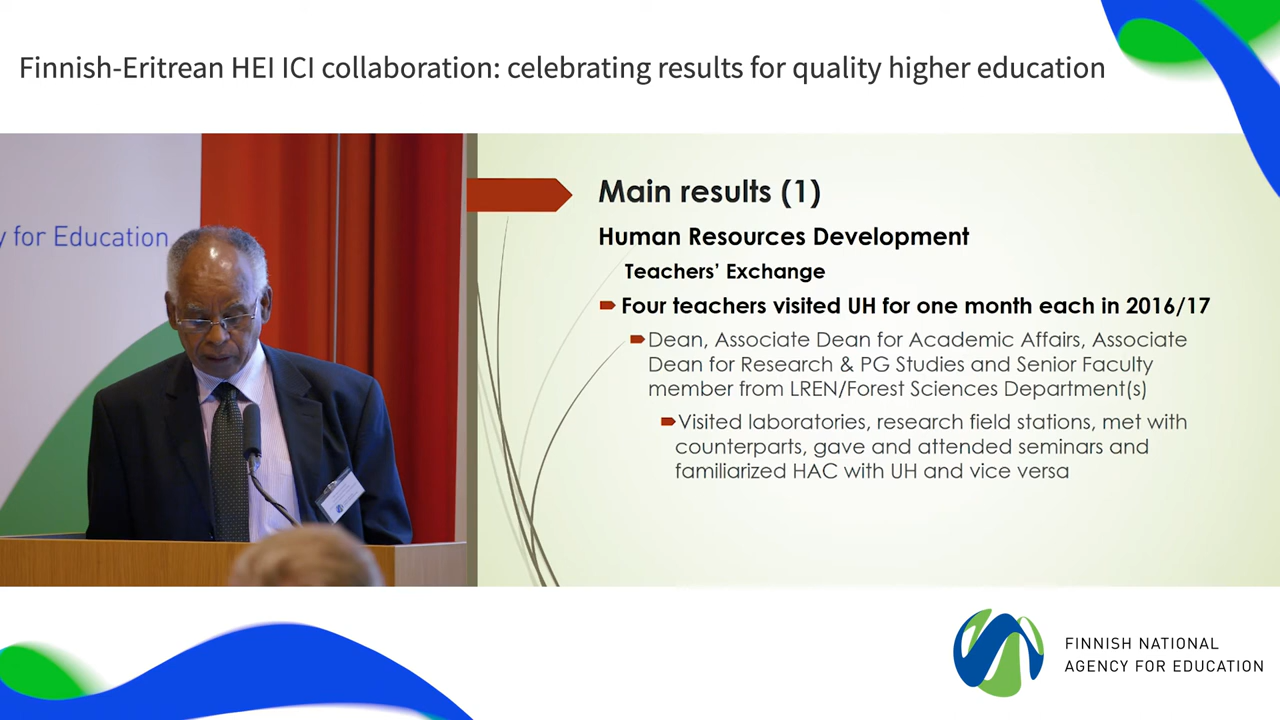 Finnish-Eritrean HEI ICI collaboration: celebrating results for quality higher education
y for Education
Main results (1)
Human Resources Development
Teachers’ Exchange
Four teachers visited UH for one month each in 2016/17
Dean, Associate Dean for Academic Affairs, Associate
Dean for Research & PG Studies and Senior Faculty
member from LREN/Forest Sciences Department(s)
Visited laboratories, research field stations, met with
counterparts, gave and attended seminars and
familiarized HAC with UH and vice versa
FINNISH NATIONAL
AGENCY FOR EDUCATION